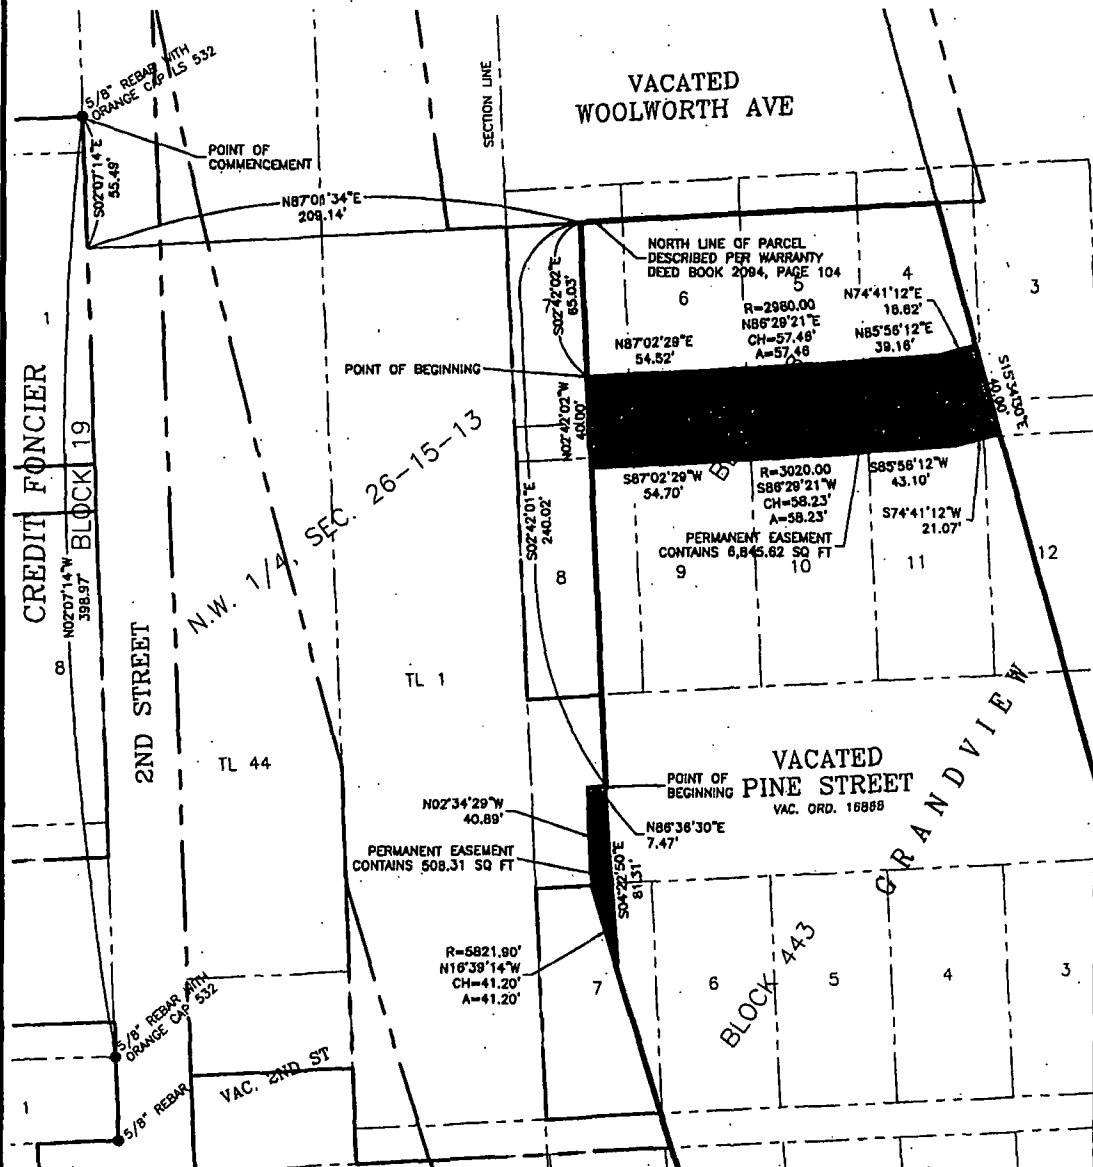 5/8" REBAR WITH
ORANGE CAP LS 532
POINT OF
COMMENCEMENT
S02°07'14"E
55.49'
SECTION LINE
VACATED
WOOLWORTH AVE
209.14'
NORTH LINE OF PARCEL
DESCRIBED PER WARRANTY
DEED BOOK 2094, PAGE 104
S02°42'02"E
65.03'
6
5
4
3
R=2980.00
N86°29'21"E
CH=57.46'
A=57.46
N74°41'12"E
18.62'
N85°56'12"E
39.16'
N87°02'29"E
54.52'
POINT OF BEGINNING
N02°42'02"W
40.00'
S15°34'03"E
40.00'
1
CREDIT FONCIER
BLOCK 19
N02°07'14"W
398.97'
8
2ND STREET
N.W. 1/4, SEC. 26-15-13
S02°42'01"E
240.02'
S87°02'29"W
54.70'
R=3020.00
S86°29'21"W
CH=58.23'
A=58.23'
S85°56'12"W
43.10'
S74°41'12"W
21.07'
PERMANENT EASEMENT
CONTAINS 6,845.62 SQ FT
8
9
10
11
12
TL 1
TL 44
VACATED
PINE STREET
VAC. ORD. 16868
POINT OF
BEGINNING
N02°34'29"W
40.89'
N86°36'30"E
7.47'
PERMANENT EASEMENT
CONTAINS 508.31 SQ FT
S04°22'50"E
81.31'
GRANDVIEW
R=5821.90'
N16°39'14"W
CH=41.20'
A=41.20'
7
6
5
4
3
BLOCK 443
5/8" REBAR WITH
ORANGE CAP 532
VAC. 2ND ST
5/8" REBAR
1